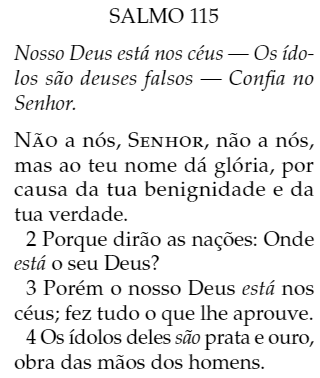 SALMO 115
Nosso Deus está nos céus — Os ído-
los são deuses falsos — Confia no
Senhor.
NÃO a nós, SENHOR, não a nós,
mas ao teu nome dá glória, por
causa da tua benignidade e da
tua verdade.
2 Porque dirão as nações: Onde
está o seu Deus?
3 Porém o nosso Deus está nos
céus; fez tudo o que lhe aprouve.
4 Os ídolos deles são prata e ouro,
obra das mãos dos homens.